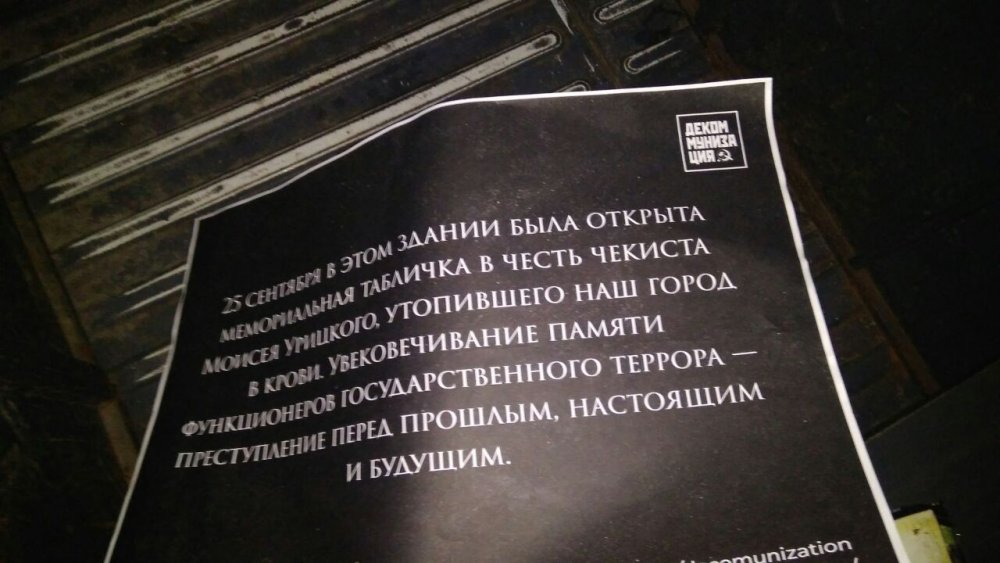 ДЕКОМ
МУНИЗА
ЦИЯ
25 СЕНТЯБРЯ В ЭТОМ ЗДАНИИ БЫЛА ОТКРЫТА
МЕМОРИАЛЬНАЯ ТАБЛИЧКА В ЧЕСТЬ ЧЕКИСТА
МОИСЕЯ УРИЦКОГО, УТОПИВШЕГО НАШ ГОРОД
В КРОВИ. УВЕКОВЕЧИВАНИЕ ПАМЯТИ
ФУНКЦИОНЕРОВ ГОСУДАРСТВЕННОГО ТЕРРОРА —
ПРЕСТУПЛЕНИЕ ПЕРЕД ПРОШЛЫМ, НАСТОЯЩИМ
И БУДУЩИМ.